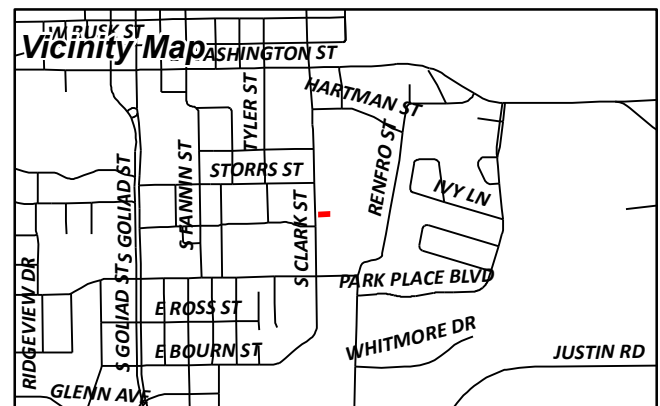 W RUSK ST
Vicinity Map
WASHINGTON ST
HARTMAN ST
TYLER ST
RENFRO ST
STORRS ST
IVY LN
S FANNIN ST
S GOLIAD ST
S CLARK ST
S GOLIAD ST
RIDGEVIEW DR
PARK PLACE BLVD
E ROSS ST
WHITMORE DR
E BOURN ST
JUSTIN RD
GLENN AVE